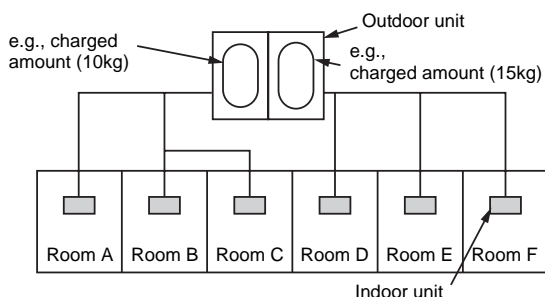 e.g., charged
amount (10kg)
Outdoor unit
e.g.,
charged amount (15kg)
Room A
Room B
Room C
Room D
Room E
Room F
Indoor unit